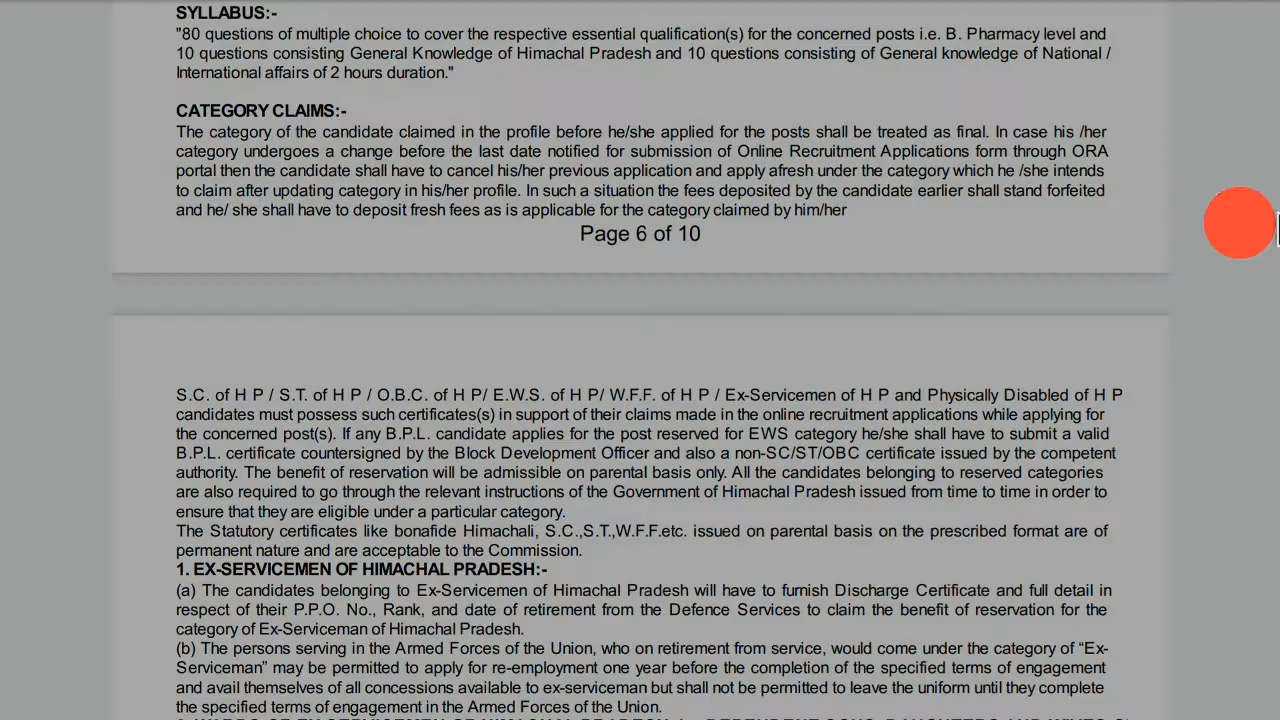 SYLLABUS:-
"80 questions of multiple choice to cover the respective essential qualification(s) for the concerned posts i.e. B. Pharmacy level and
10 questions consisting General Knowledge of Himachal Pradesh and 10 questions consisting of General knowledge of National /
International affairs of 2 hours duration."
CATEGORY CLAIMS:-
The category of the candidate claimed in the profile before he/she applied for the posts shall be treated as final. In case his /her
category undergoes a change before the last date notified for submission of Online Recruitment Applications form through ORA
portal then the candidate shall have to cancel his/her previous application and apply afresh under the category which he /she intends
to claim after updating category in his/her profile. In such a situation the fees deposited by the candidate earlier shall stand forfeited
and he/ she shall have to deposit fresh fees as is applicable for the category claimed by him/her
Page 6 of 10
S.C. of H P / S.T. of H P / O.B.C. of H P/ E.W.S. of H P/ W.F.F. of H P / Ex-Servicemen of H P and Physically Disabled of H P
candidates must possess such certificates(s) in support of their claims made in the online recruitment applications while applying for
the concerned post(s). If any B.P.L. candidate applies for the post reserved for EWS category he/she shall have to submit a valid
B.P.L. certificate countersigned by the Block Development Officer and also a non-SC/ST/OBC certificate issued by the competent
authority. The benefit of reservation will be admissible on parental basis only. All the candidates belonging to reserved categories
are also required to go through the relevant instructions of the Government of Himachal Pradesh issued from time to time in order to
ensure that they are eligible under a particular category.
The Statutory certificates like bonafide Himachali, S.C.,S.T.,W.F.F.etc. issued on parental basis on the prescribed format are of
permanent nature and are acceptable to the Commission.
1. EX-SERVICEMEN OF HIMACHAL PRADESH:-
(a) The candidates belonging to Ex-Servicemen of Himachal Pradesh will have to furnish Discharge Certificate and full detail in
respect of their P.P.O. No., Rank, and date of retirement from the Defence Services to claim the benefit of reservation for the
category of Ex-Serviceman of Himachal Pradesh.
(b) The persons serving in the Armed Forces of the Union, who on retirement from service, would come under the category of “Ex-
Serviceman” may be permitted to apply for re-employment one year before the completion of the specified terms of engagement
and avail themselves of all concessions available to ex-serviceman but shall not be permitted to leave the uniform until they complete
the specified terms of engagement in the Armed Forces of the Union.